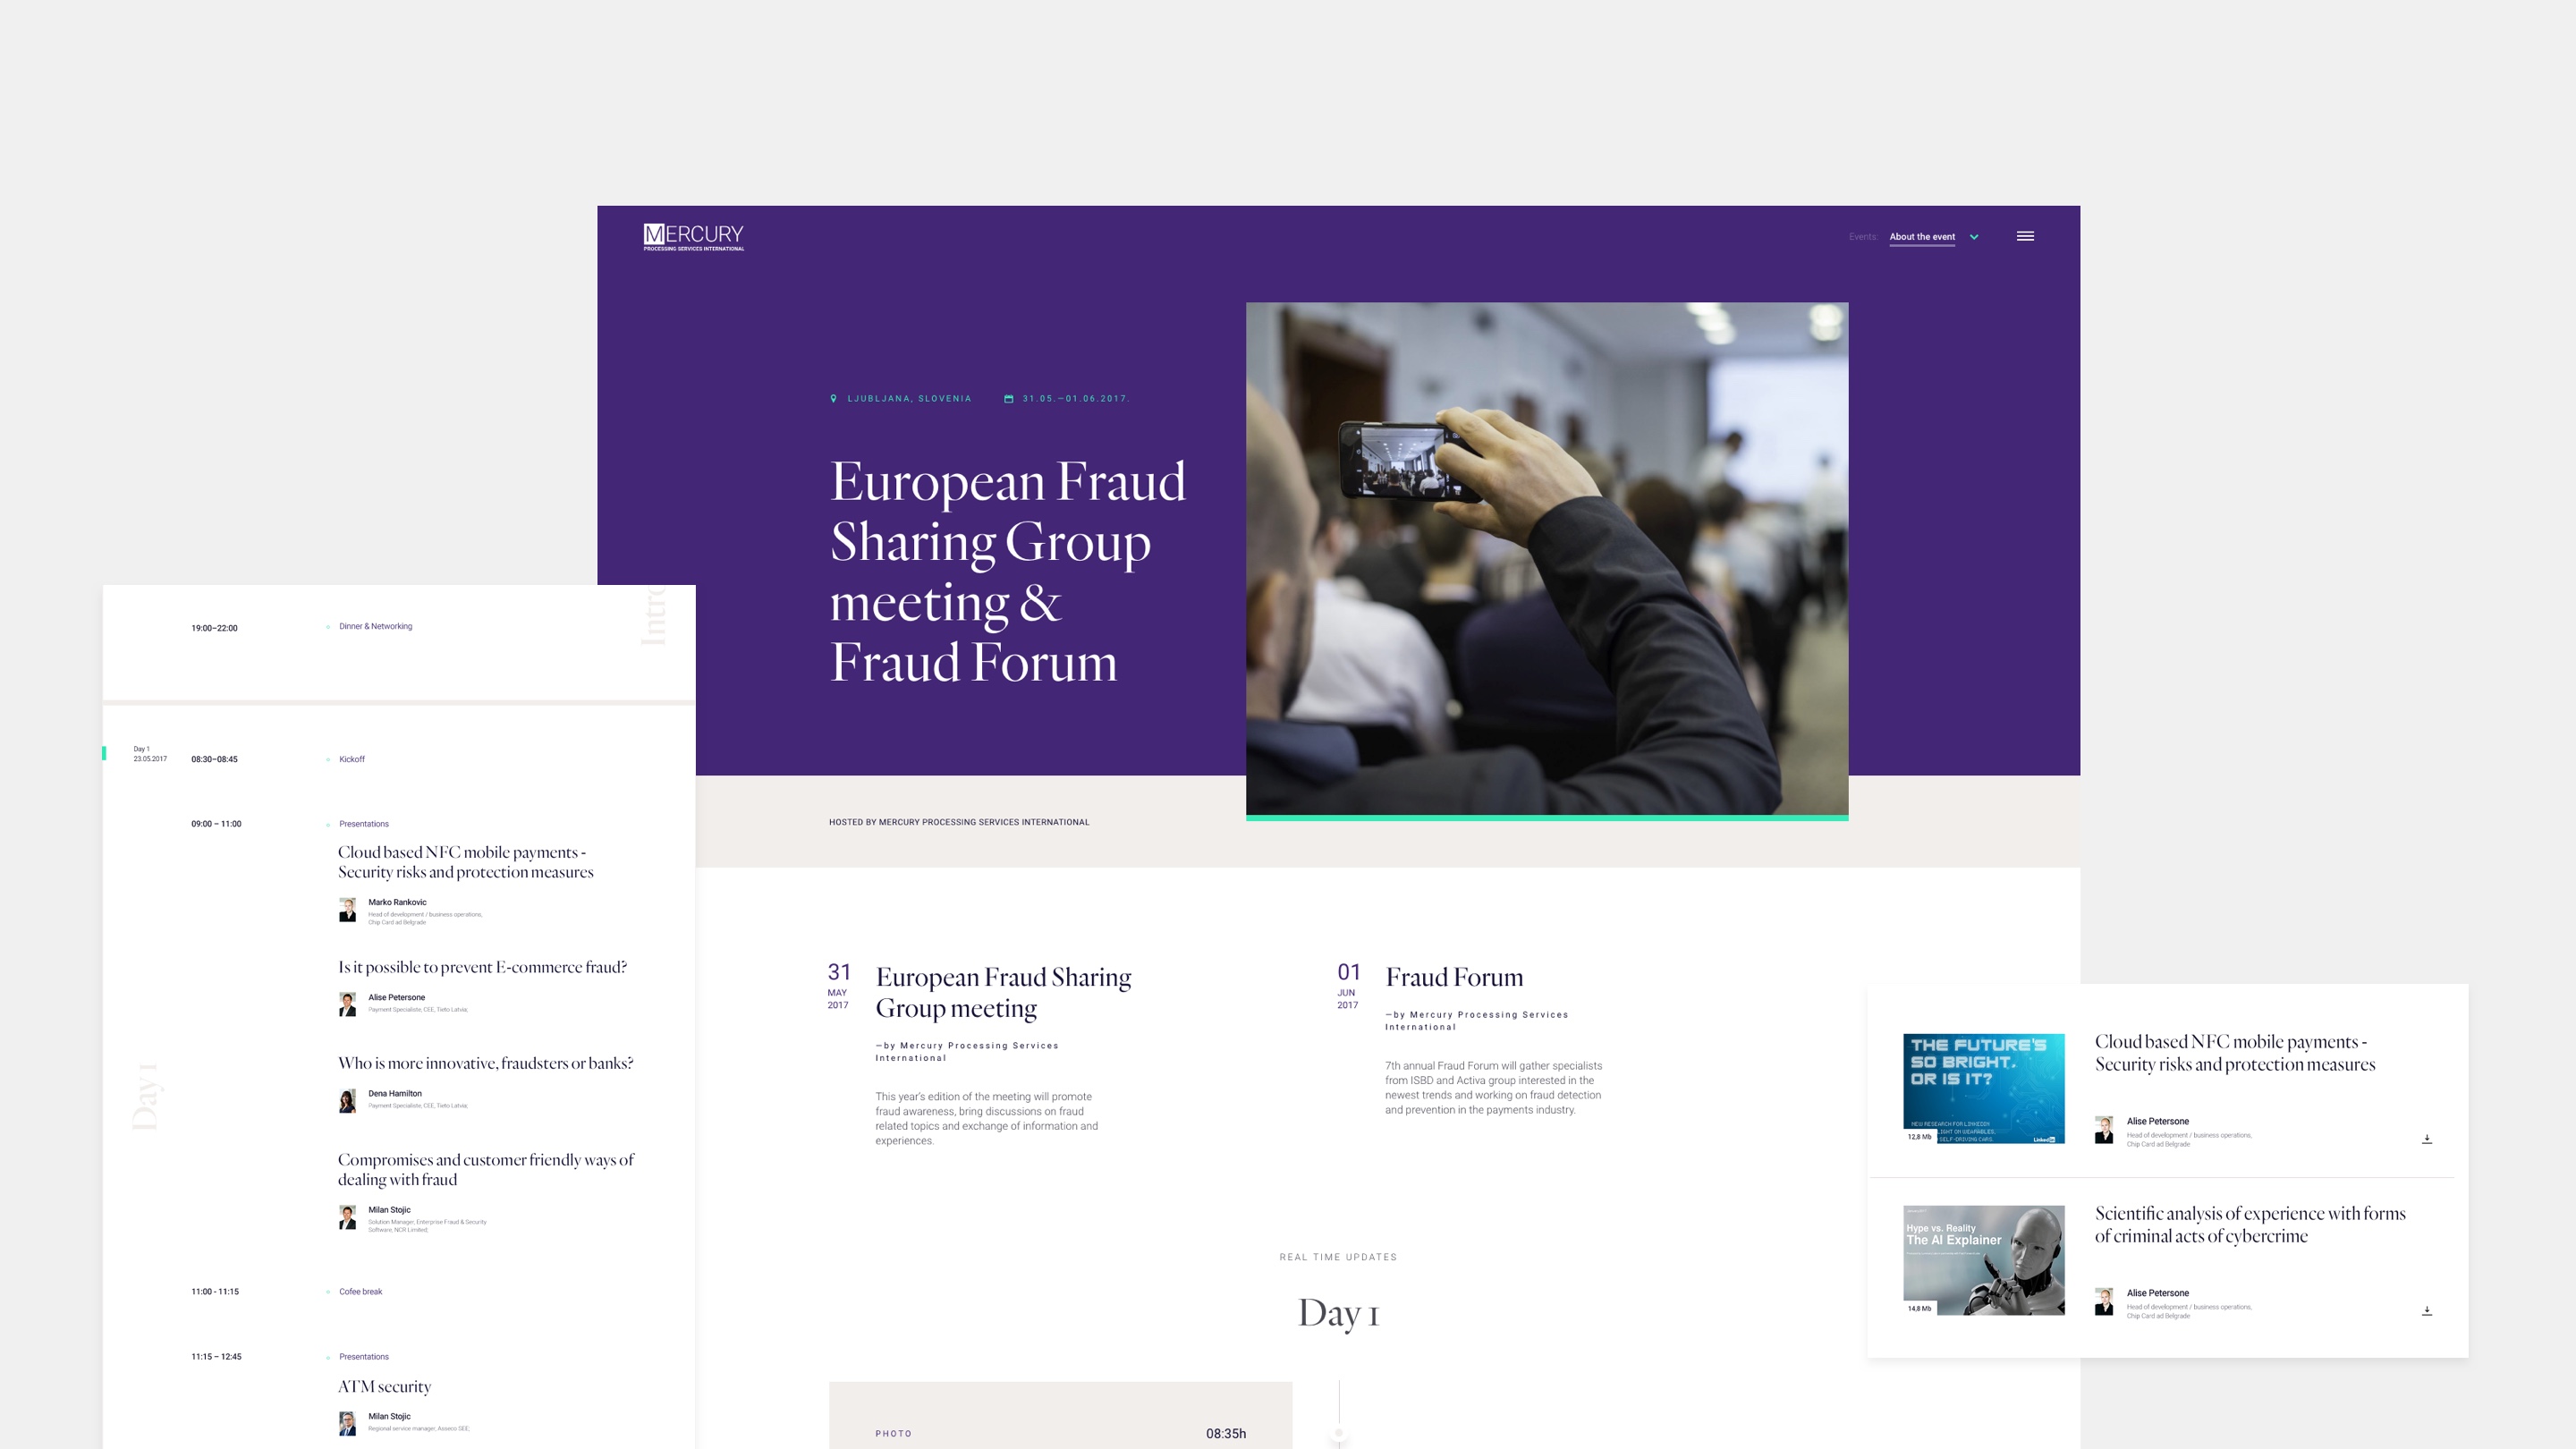 MERCURY
PROCESSING SERVICES INTERNATIONAL
Events:
About the event
LJUBLJANA, SLOVENIA
31.05.—01.06.2017.
European Fraud
Sharing Group
meeting &
Fraud Forum
HOSTED BY MERCURY PROCESSING SERVICES INTERNATIONAL
Intro
19:00–22:00
Dinner & Networking
Day 1
23.05.2017
08:30–08:45
Kickoff
09:00 – 11:00
Presentations
Cloud based NFC mobile payments -
Security risks and protection measures
Marko Rankovic
Head of development / business operations,
Chip Card ad Belgrade
Is it possible to prevent E-commerce fraud?
Alise Petersone
Payment Specialiste, CEE, Tieto Latvia;
Day 1
Who is more innovative, fraudsters or banks?
Dena Hamilton
Payment Specialiste, CEE, Tieto Latvia;
Compromises and customer friendly ways of
dealing with fraud
Milan Stojic
Solution Manager, Enterprise Fraud & Security
Software, NCR Limited;
11:00 - 11:15
Cofee break
11:15 – 12:45
Presentations
ATM security
Milan Stojic
Regional service manager, Asseco SEE;
31
MAY
2017
European Fraud Sharing
Group meeting
—by Mercury Processing Services
International
This year's edition of the meeting will promote
fraud awareness, bring discussions on fraud
related topics and exchange of information and
experiences.
01
JUN
2017
Fraud Forum
—by Mercury Processing Services
International
7th annual Fraud Forum will gather specialists
from ISBD and Activa group interested in the
newest trends and working on fraud detection
and prevention in the payments industry.
REAL TIME UPDATES
Day 1
PHOTO
08:35h
THE FUTURE'S
SO BRIGHT,
OR IS IT?
NEW RESEARCH FOR LINKEDIN
LIGHT ON WEARABLES,
SELF-DRIVING CARS
LinkedIn
12,8 Mb
Cloud based NFC mobile payments -
Security risks and protection measures
Alise Petersone
Head of development / business operations,
Chip Card ad Belgrade
Hype vs. Reality
The AI Explainer
14,8 Mb
Scientific analysis of experience with forms
of criminal acts of cybercrime
Alise Petersone
Head of development / business operations,
Chip Card ad Belgrade